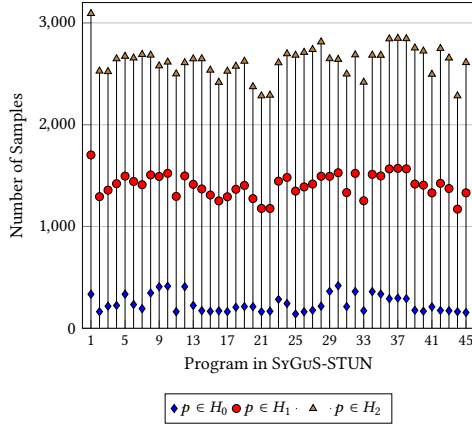 3,000
2,000
1,000
0
Number of Samples
1 5 9 13 17 21 25 29 33 37 41 45
Program in SYGUS-STUN
p ∈ H₀ p ∈ H₁ · p ∈ H₂